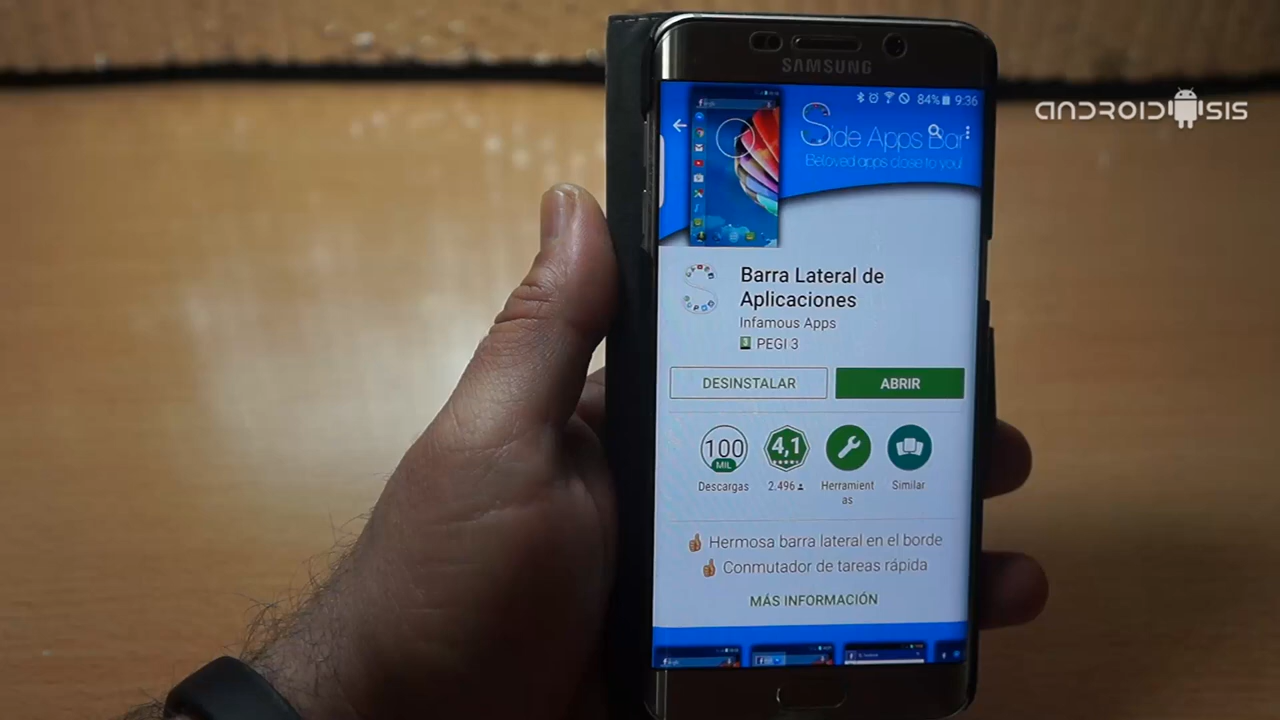 SAMSUNG
84% 9:36
ANDROIDSIS
Side Apps Bar
Beloved apps close to you!
Barra Lateral de
Aplicaciones
Infamous Apps
3 PEGI 3
DESINSTALAR
ABRIR
100
MIL
4,1
Descargas
2.496
Herramient
as
Similar
👍 Hermosa barra lateral en el borde
👍 Conmutador de tareas rápida
MÁS INFORMACIÓN